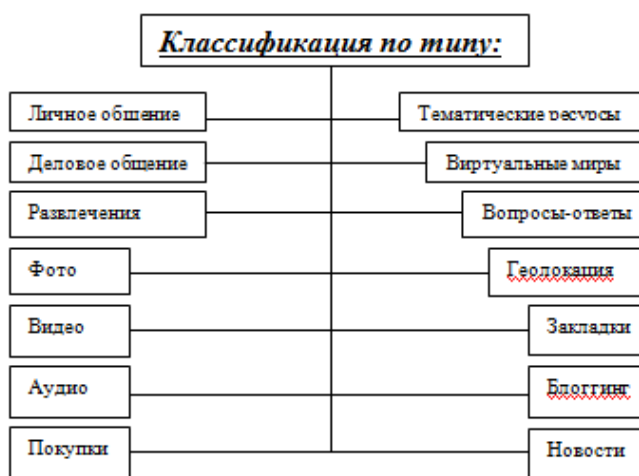 Классификация по типу:
Личное общение
Тематические ресурсы
Деловое общение
Виртуальные миры
Развлечения
Вопросы-ответы
Фото
Геолокация
Видео
Закладки
Аудио
Блоггинг
Покупки
Новости